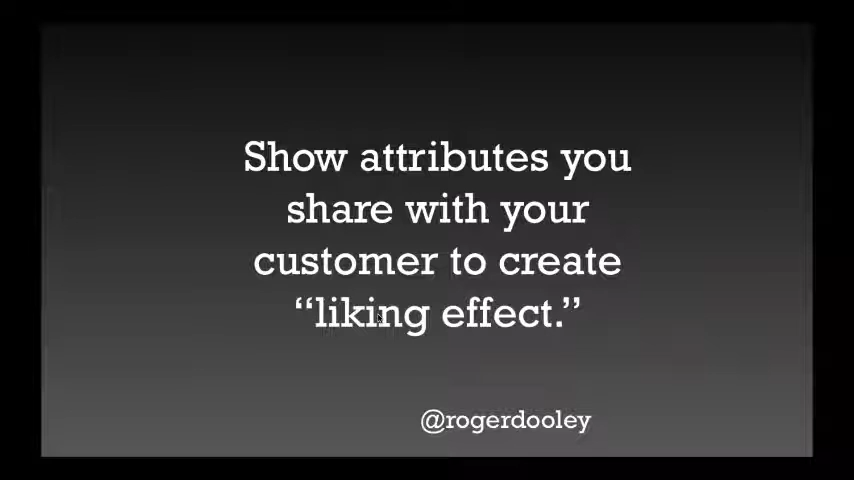 Show attributes you
share with your
customer to create
“liking effect.”
@rogerdooley